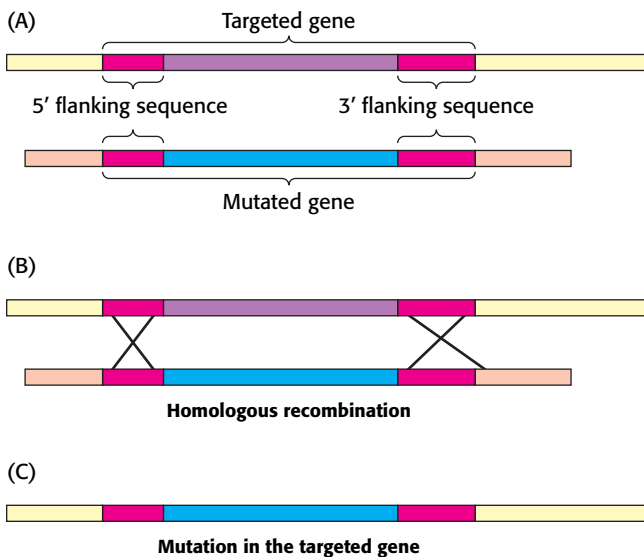 (A)
Targeted gene
5′ flanking sequence 3′ flanking sequence
Mutated gene
(B)
Homologous recombination
(C)
Mutation in the targeted gene